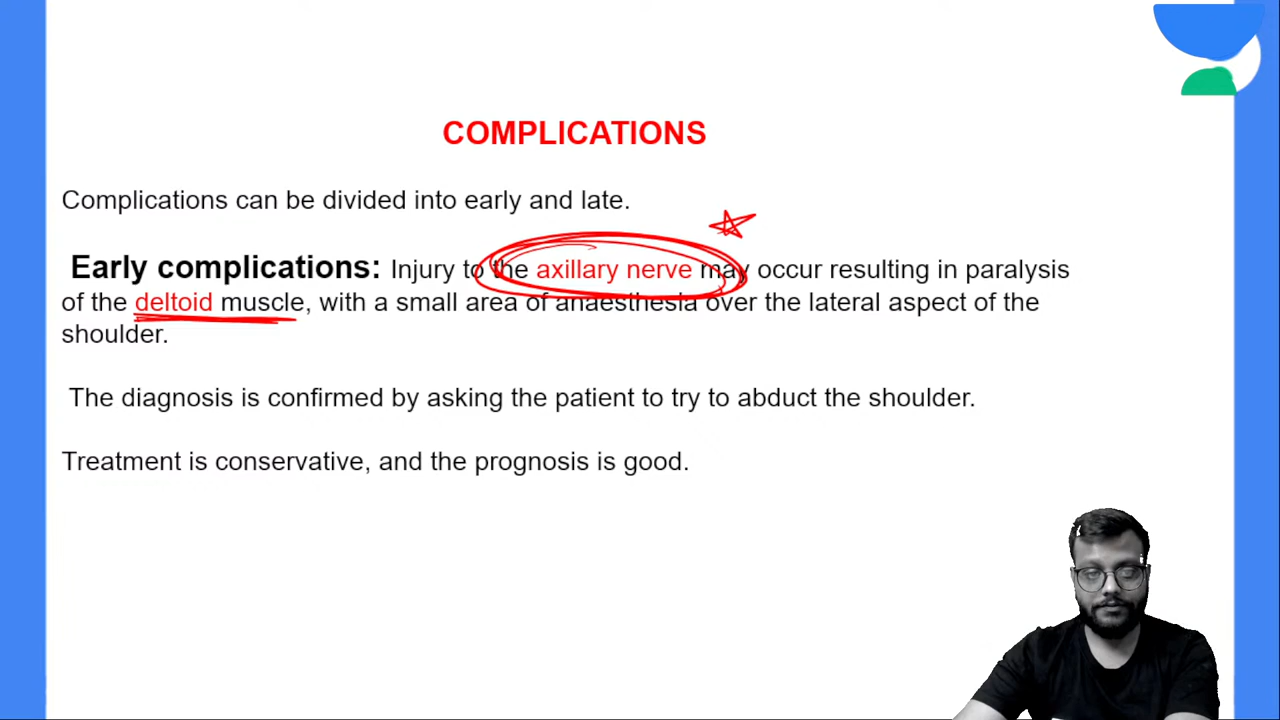 COMPLICATIONS
Complications can be divided into early and late.
Early complications: Injury to the axillary nerve may occur resulting in paralysis
of the deltoid muscle, with a small area of anaesthesia over the lateral aspect of the
shoulder.
The diagnosis is confirmed by asking the patient to try to abduct the shoulder.
Treatment is conservative, and the prognosis is good.